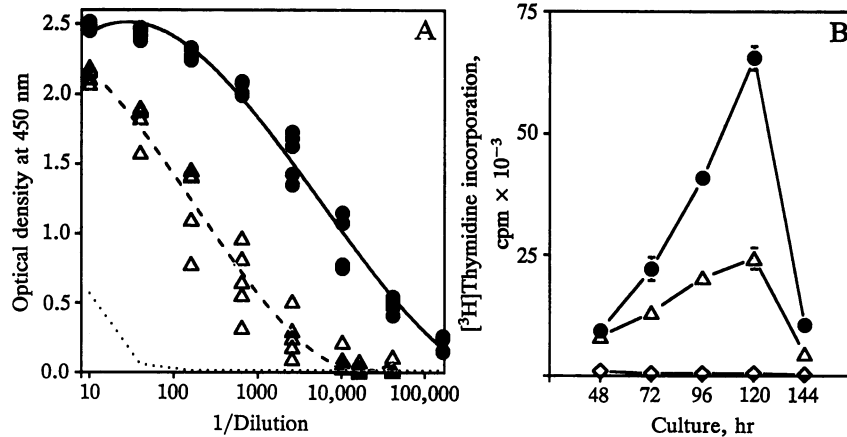 A
Optical density at 450 nm
2.5
2.0
1.5
1.0
0.5
0.0
10
100
1000
10,000
100,000
1/Dilution
B
[³H]Thymidine incorporation,
cpm × 10⁻³
75
50
25
48
72
96
120
144
Culture, hr